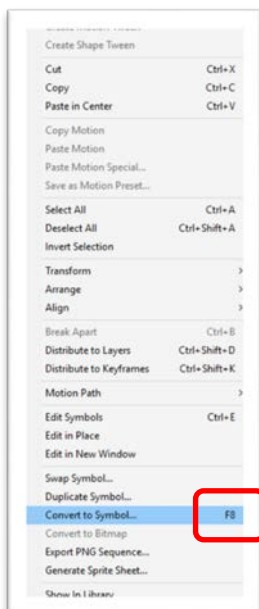 Create Shape Tween
Cut Ctrl+X
Copy Ctrl+C
Paste in Center Ctrl+V
Copy Motion
Paste Motion
Paste Motion Special...
Save as Motion Preset...
Select All Ctrl+A
Deselect All Ctrl+Shift+A
Invert Selection
Transform >
Arrange >
Align >
Break Apart Ctrl+B
Distribute to Layers Ctrl+Shift+D
Distribute to Keyframes Ctrl+Shift+K
Motion Path >
Edit Symbols Ctrl+E
Edit in Place
Edit in New Window
Swap Symbol...
Duplicate Symbol...
Convert to Symbol... F8
Convert to Bitmap
Export PNG Sequence...
Generate Sprite Sheet...
Show In Library